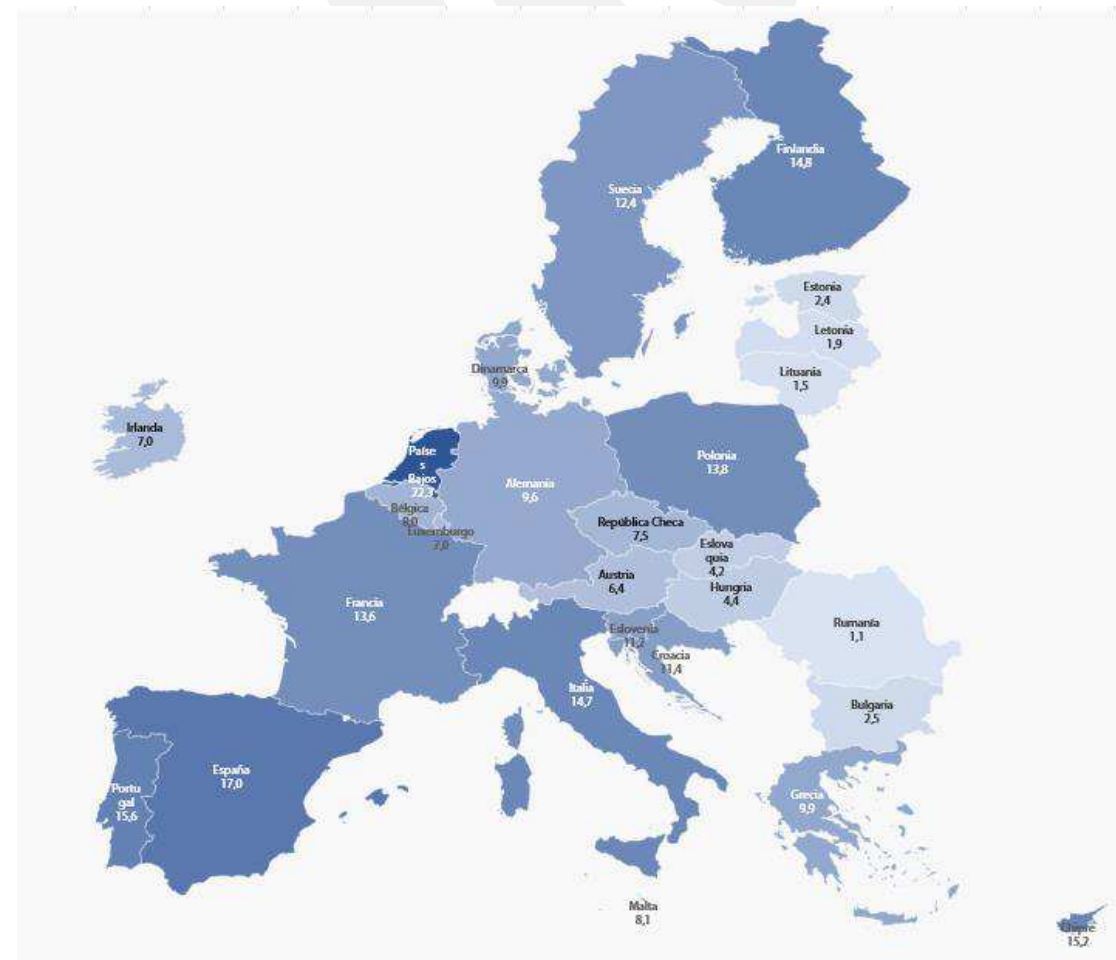 Finlandia
14,8
Suecia
12,4
Estonia
2,4
Letonia
1,9
Lituania
1,5
Dinamarca
9,9
Irlanda
7,0
Países
s
Bajos
22,3
Polonia
13,8
Alemania
9,6
Bélgica
8,0
Luxemburgo
7,0
República Checa
7,5
Eslova
quia
4,2
Austria
6,4
Hungría
4,4
Francia
13,6
Rumanía
1,1
Eslovenia
11,2
Croacia
11,4
Italia
14,7
Bulgaria
2,5
España
17,0
Portu
gal
15,6
Grecia
9,9
Malta
8,1
Chipre
15,2